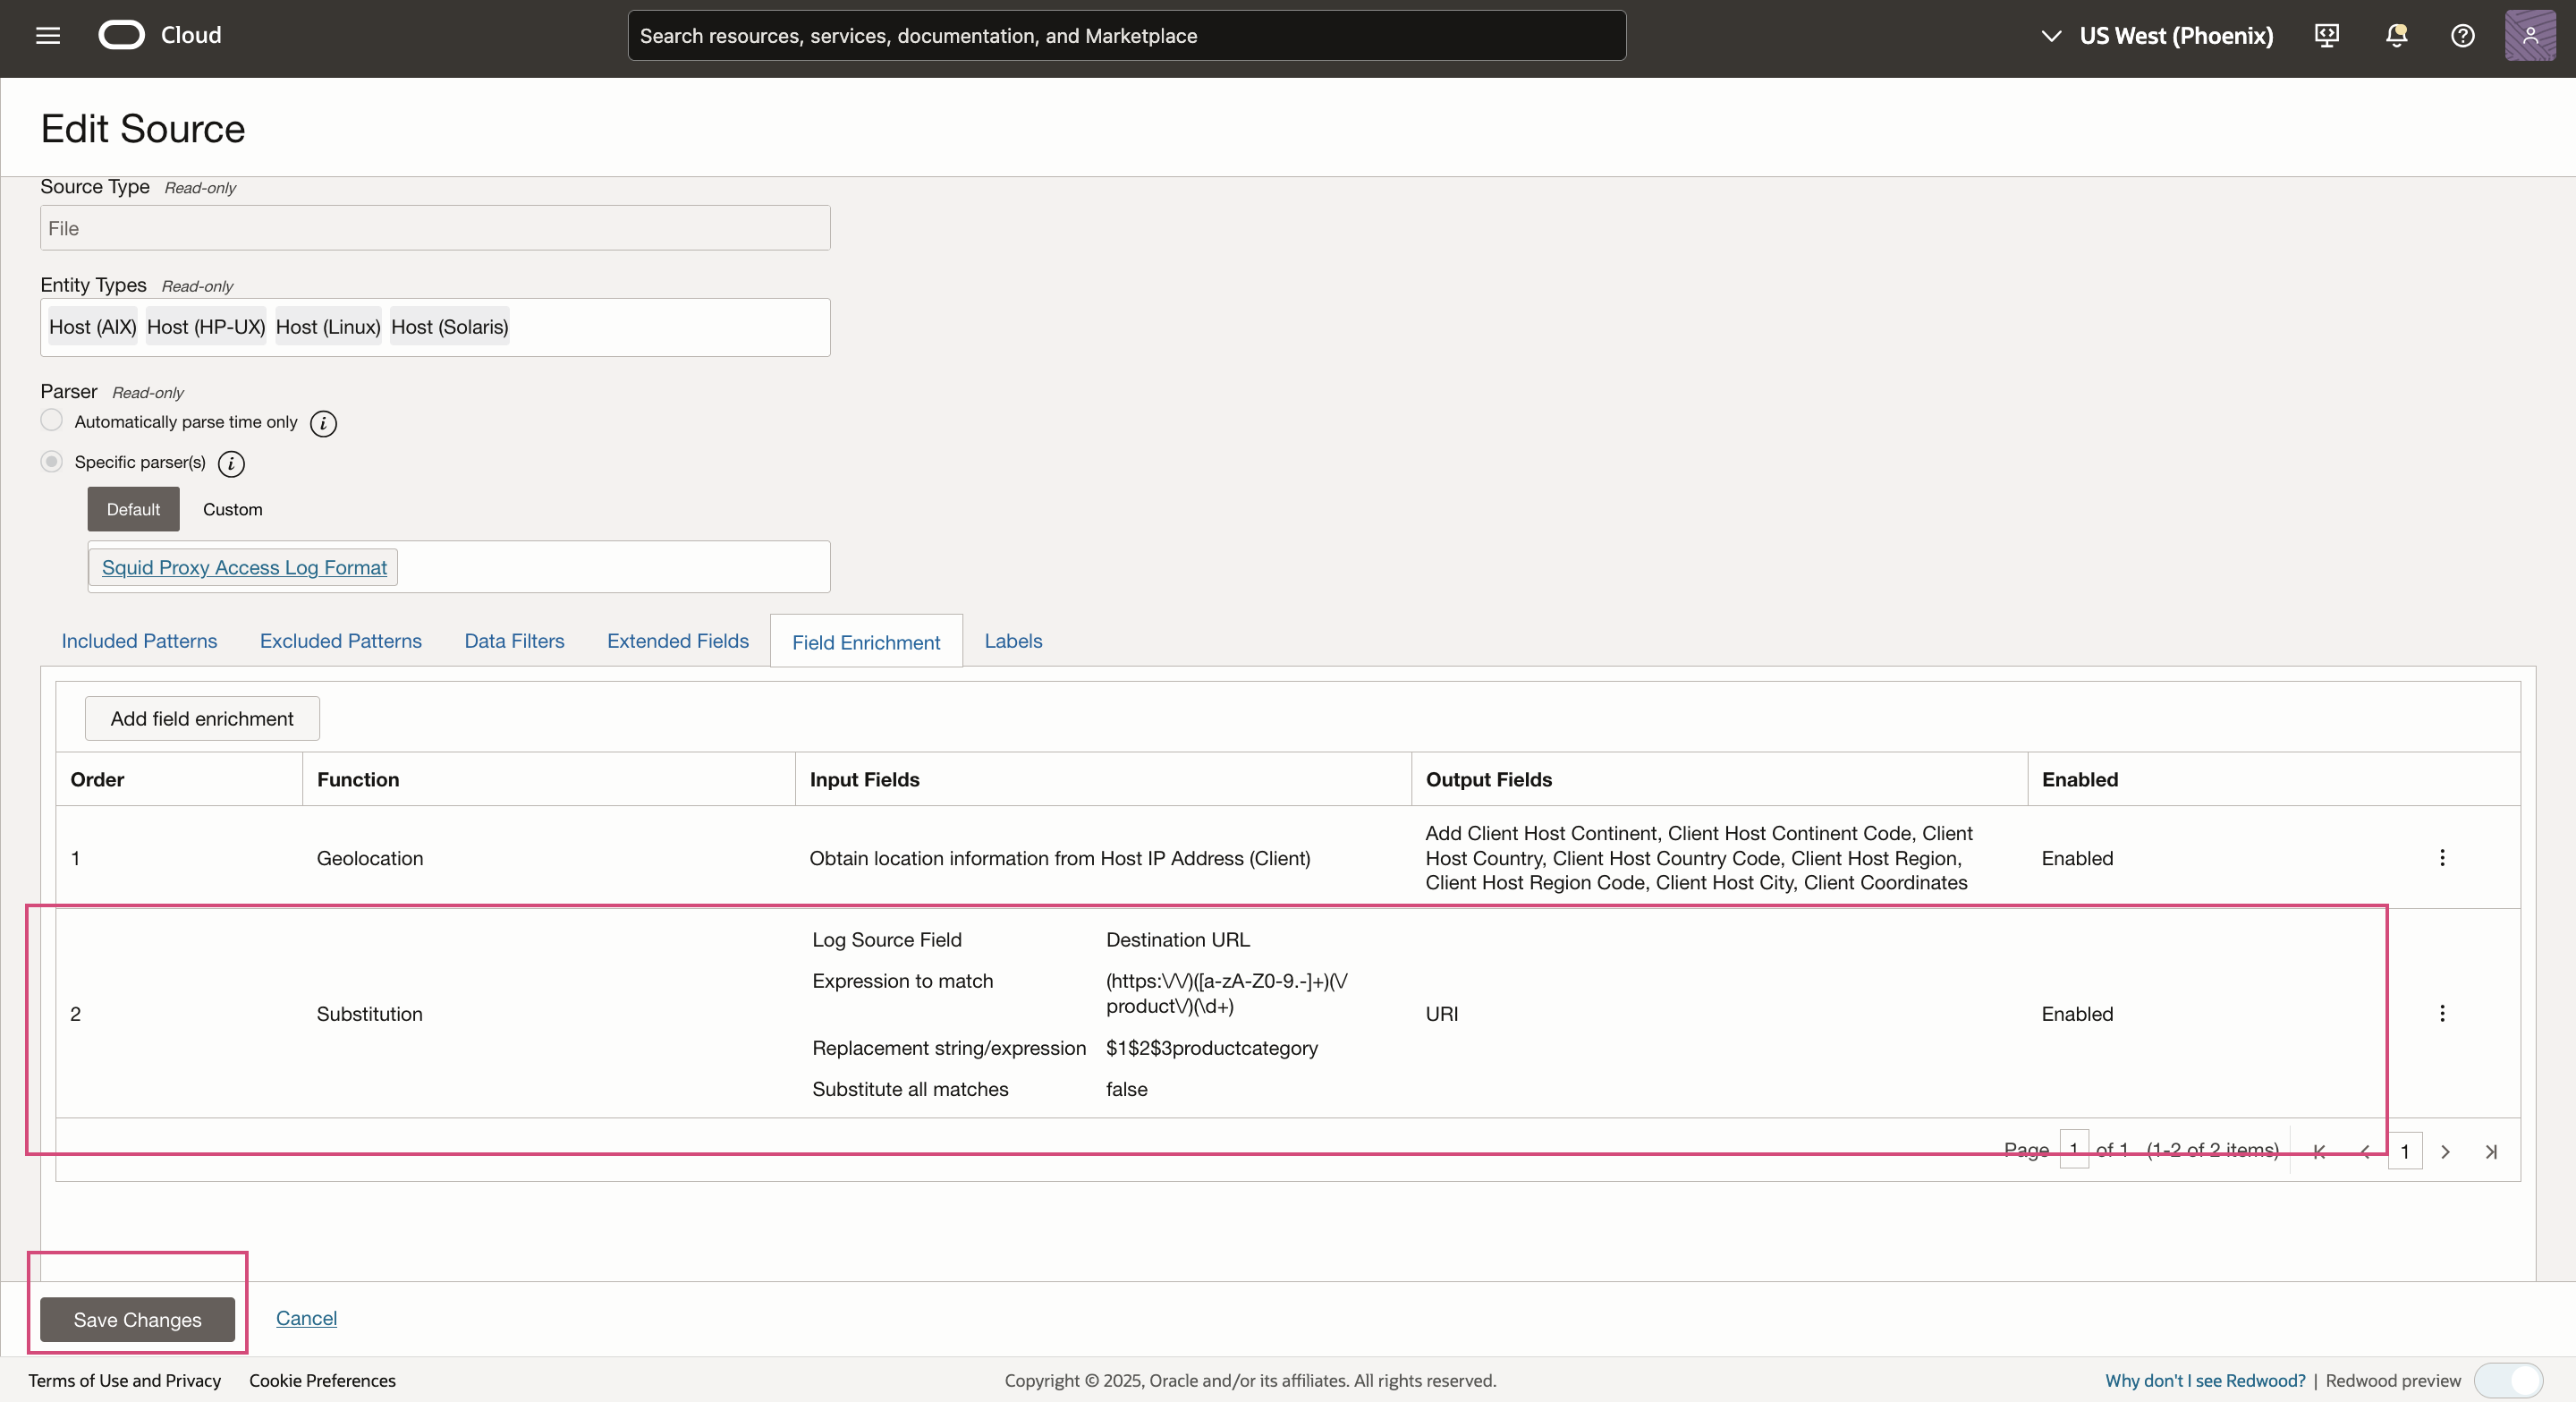 Cloud
Search resources, services, documentation, and Marketplace
US West (Phoenix)
Edit Source
Source Type Read-only
File
Entity Types Read-only
Host (AIX) Host (HP-UX) Host (Linux) Host (Solaris)
Parser Read-only
Automatically parse time only
Specific parser(s)
Default Custom
Squid Proxy Access Log Format
Included Patterns Excluded Patterns Data Filters Extended Fields Field Enrichment Labels
Add field enrichment
Order Function Input Fields Output Fields Enabled
1 Geolocation Obtain location information from Host IP Address (Client) Add Client Host Continent, Client Host Continent Code, Client
Host Country, Client Host Country Code, Client Host Region,
Client Host Region Code, Client Host City, Client Coordinates Enabled
Log Source Field Destination URL
Expression to match (https:\/\/)([a-zA-Z0-9.-]+)(\/
product\/)(\d+)
2 Substitution URI Enabled
Replacement string/expression $1$2$3productcategory
Substitute all matches false
Page 1 of 1 (1-2 of 2 items) 1
Save Changes Cancel
Terms of Use and Privacy Cookie Preferences Copyright © 2025, Oracle and/or its affiliates. All rights reserved. Why don't I see Redwood? | Redwood preview